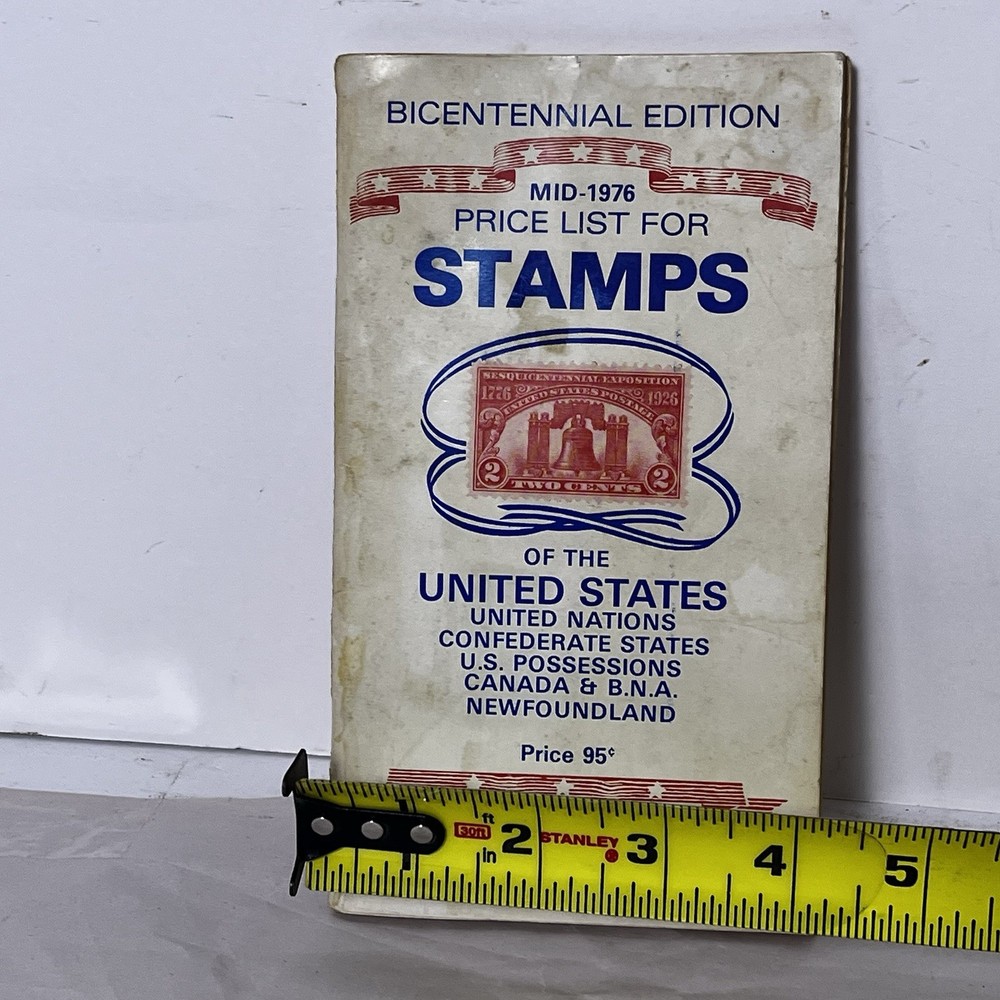 BICENTENNIAL EDITION
MID-1976
PRICE LIST FOR
STAMPS
SESQUICENTENNIAL EXPOSITION
1776 UNITED STATES POSTAGE 1926
2 TWO CENTS 2
OF THE
UNITED STATES
UNITED NATIONS
CONFEDERATE STATES
U.S. POSSESSIONS
CANADA & B.N.A.
NEWFOUNDLAND
Price 95¢
1 30ft ft in 2 STANLEY 3 4 5